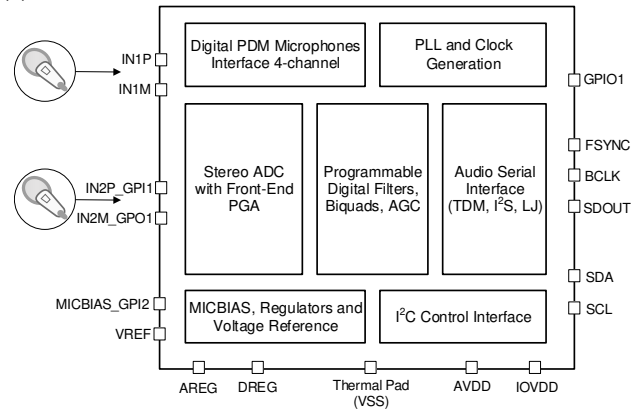 Digital PDM Microphones
Interface 4-channel
PLL and Clock
Generation
IN1P
IN1M
GPIO1
Stereo ADC
with Front-End
PGA
Programmable
Digital Filters,
Biquads, AGC
Audio Serial
Interface
(TDM, I²S, LJ)
FSYNC
BCLK
SDOUT
IN2P_GPI1
IN2M_GPO1
SDA
SCL
MICBIAS_GPI2
VREF
MICBIAS, Regulators and
Voltage Reference
I²C Control Interface
AREG
DREG
Thermal Pad
(VSS)
AVDD
IOVDD